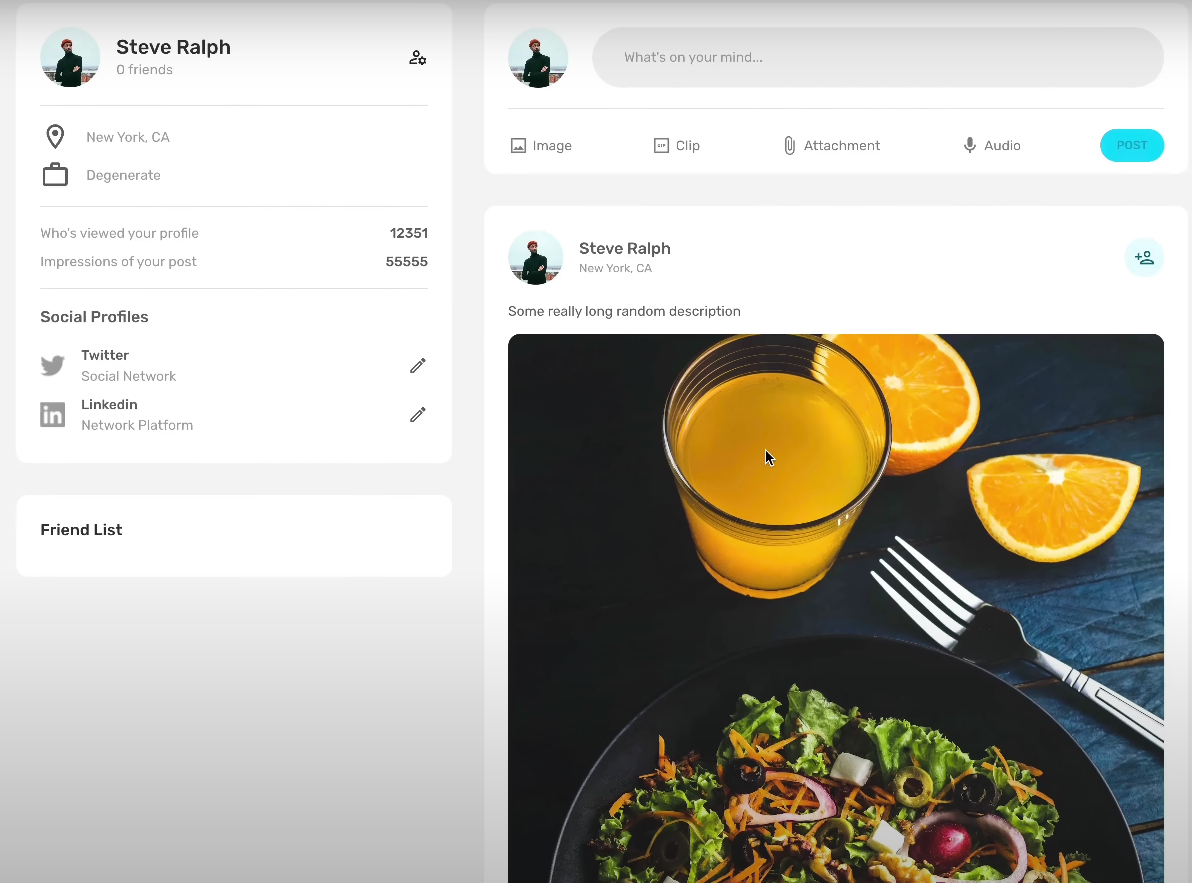 Steve Ralph
0 friends
New York, CA
Degenerate
Who's viewed your profile 12351
Impressions of your post 55555
Social Profiles
Twitter
Social Network
Linkedin
Network Platform
Friend List
What's on your mind...
Image Clip Attachment Audio POST
Steve Ralph
New York, CA
Some really long random description